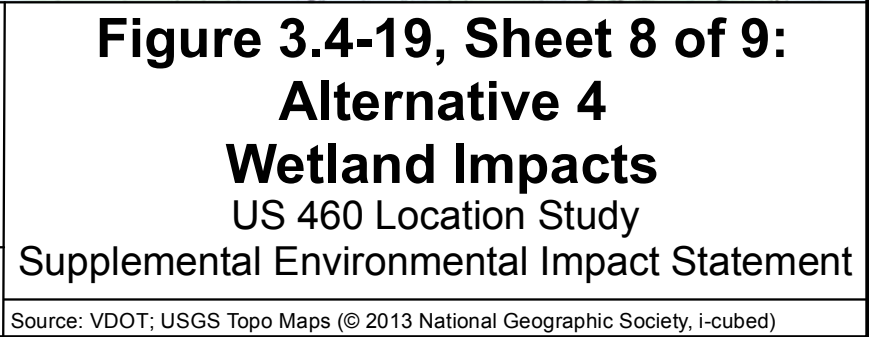 Figure 3.4-19, Sheet 8 of 9:
Alternative 4
Wetland Impacts
US 460 Location Study
Supplemental Environmental Impact Statement
Source: VDOT; USGS Topo Maps (© 2013 National Geographic Society, i-cubed)